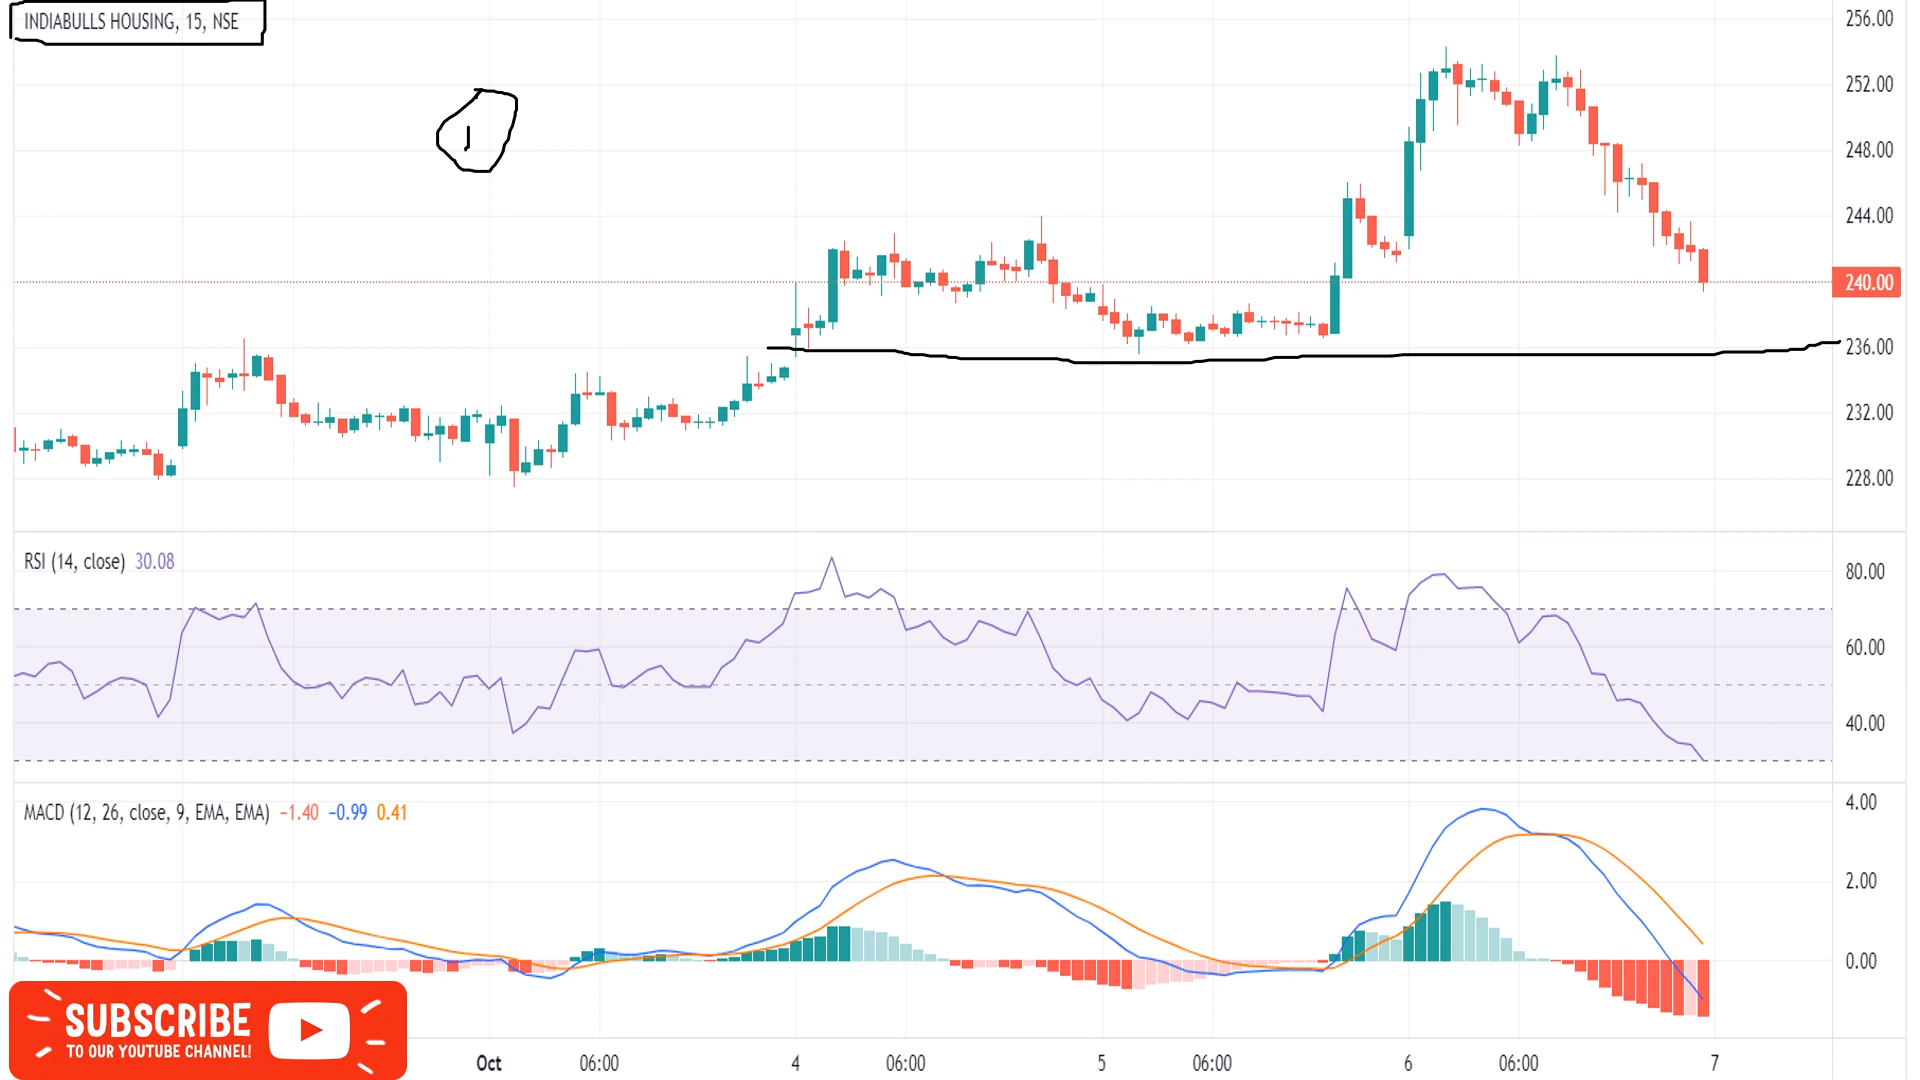 INDIABULLS HOUSING, 15, NSE
1
256.00
252.00
248.00
244.00
240.00
236.00
232.00
228.00
RSI (14, close) 30.08
80.00
60.00
40.00
MACD (12, 26, close, 9, EMA, EMA) −1.40 −0.99 0.41
4.00
2.00
0.00
SUBSCRIBE
TO OUR YOUTUBE CHANNEL!
Oct 06:00 4 06:00 5 06:00 6 06:00 7